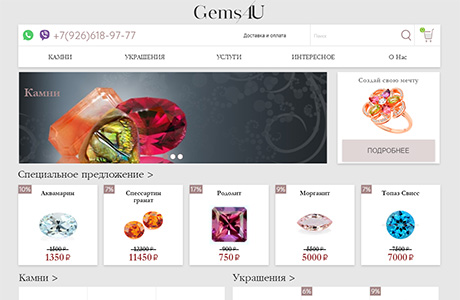 Gems4U
+7(926)618-97-77
Доставка и оплата
Поиск
КАМНИ УКРАШЕНИЯ УСЛУГИ ИНТЕРЕСНОЕ О Нас
Камни
Создай свою мечту
ПОДРОБНЕЕ
Специальное предложение >
10% 7% 17% 9% 7%
Аквамарин Спессартин гранат Родолит Морганит Топаз Свисс
1500 ₽ 12300 ₽ 900 ₽ 5500 ₽ 7500 ₽
1350 ₽ 11450 ₽ 750 ₽ 5000 ₽ 7000 ₽
Камни > Украшения >
6% 9%